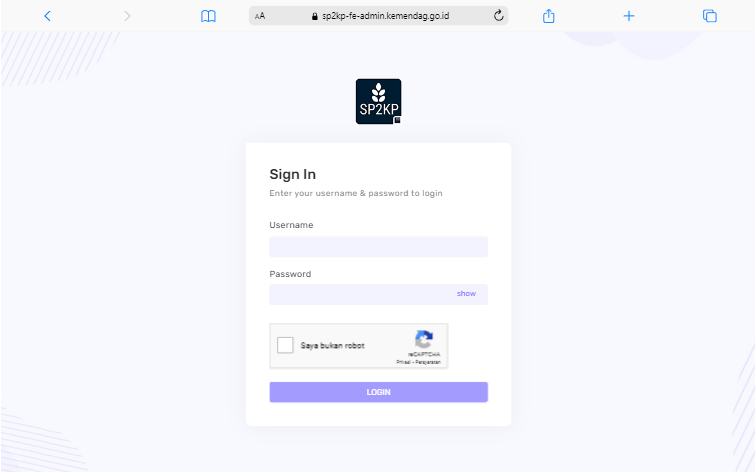 AA sp2kp-fe-admin.kemendag.go.id
SP2KP
Sign In
Enter your username & password to login
Username
Password
show
Saya bukan robot
reCAPTCHA
Privasi - Persyaratan
LOGIN